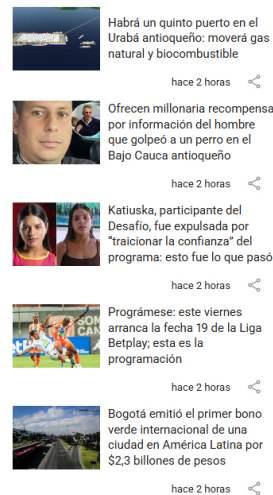 Habrá un quinto puerto en el
Urabá antioqueño: moverá gas
natural y biocombustible
hace 2 horas
Ofrecen millonaria recompensa
por información del hombre
que golpeó a un perro en el
Bajo Cauca antioqueño
hace 2 horas
Katiuska, participante del
Desafío, fue expulsada por
“traicionar la confianza” del
programa: esto fue lo que pasó
hace 2 horas
Prográmese: este viernes
arranca la fecha 19 de la Liga
Betplay; esta es la
programación
hace 2 horas
Bogotá emitió el primer bono
verde internacional de una
ciudad en América Latina por
$2,3 billones de pesos
hace 2 horas